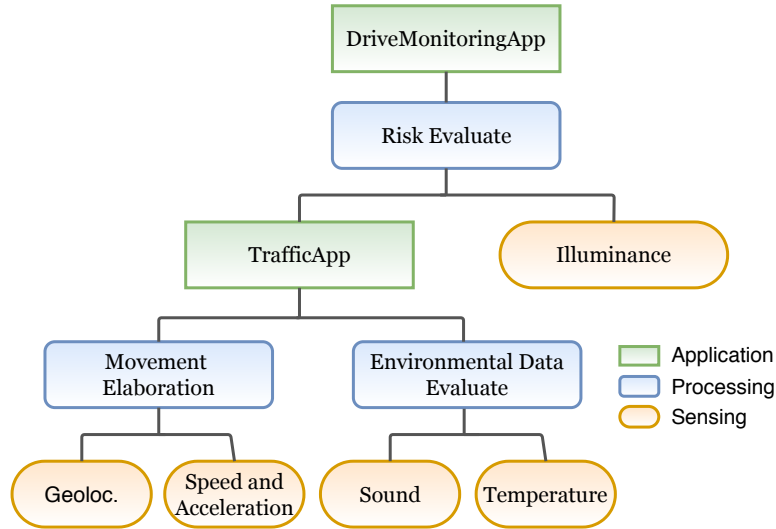 DriveMonitoringApp
Risk Evaluate
TrafficApp
Illuminance
Movement
Elaboration
Environmental Data
Evaluate
Application
Processing
Sensing
Geoloc.
Speed and
Acceleration
Sound
Temperature